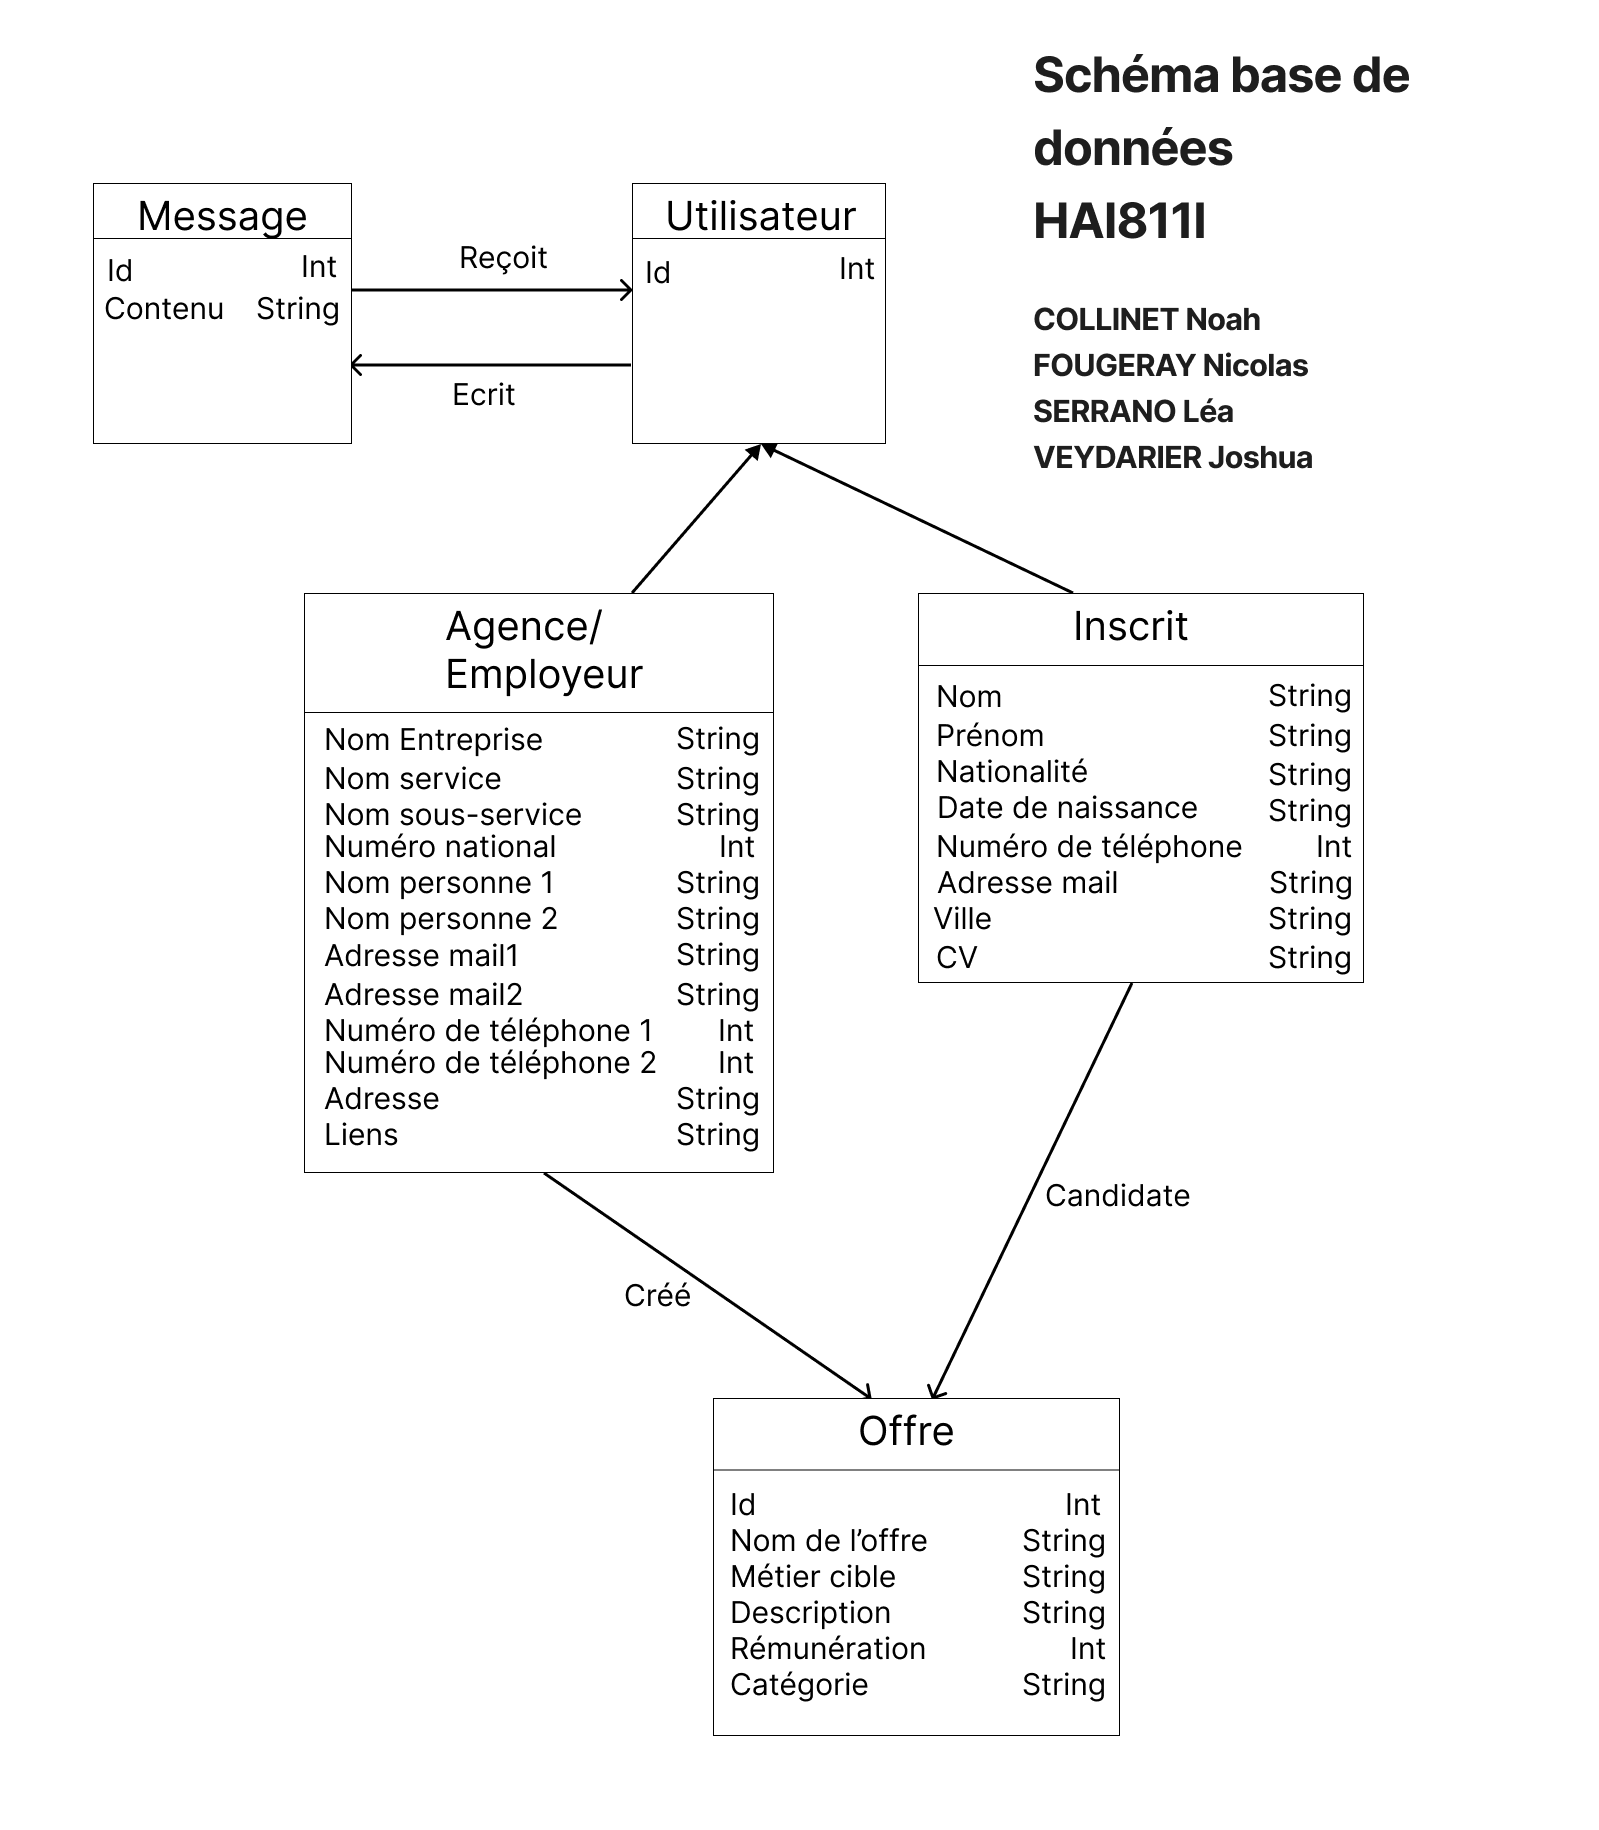 Schéma base de
données
HAI811I
COLLINET Noah
FOUGERAY Nicolas
SERRANO Léa
VEYDARIER Joshua
Message
Id Int
Contenu String
Reçoit
Ecrit
Utilisateur
Id Int
Agence/
Employeur
Nom Entreprise String
Nom service String
Nom sous-service String
Numéro national Int
Nom personne 1 String
Nom personne 2 String
Adresse mail1 String
Adresse mail2 String
Numéro de téléphone 1 Int
Numéro de téléphone 2 Int
Adresse String
Liens String
Inscrit
Nom String
Prénom String
Nationalité String
Date de naissance String
Numéro de téléphone Int
Adresse mail String
Ville String
CV String
Candidate
Créé
Offre
Id Int
Nom de l’offre String
Métier cible String
Description String
Rémunération Int
Catégorie String